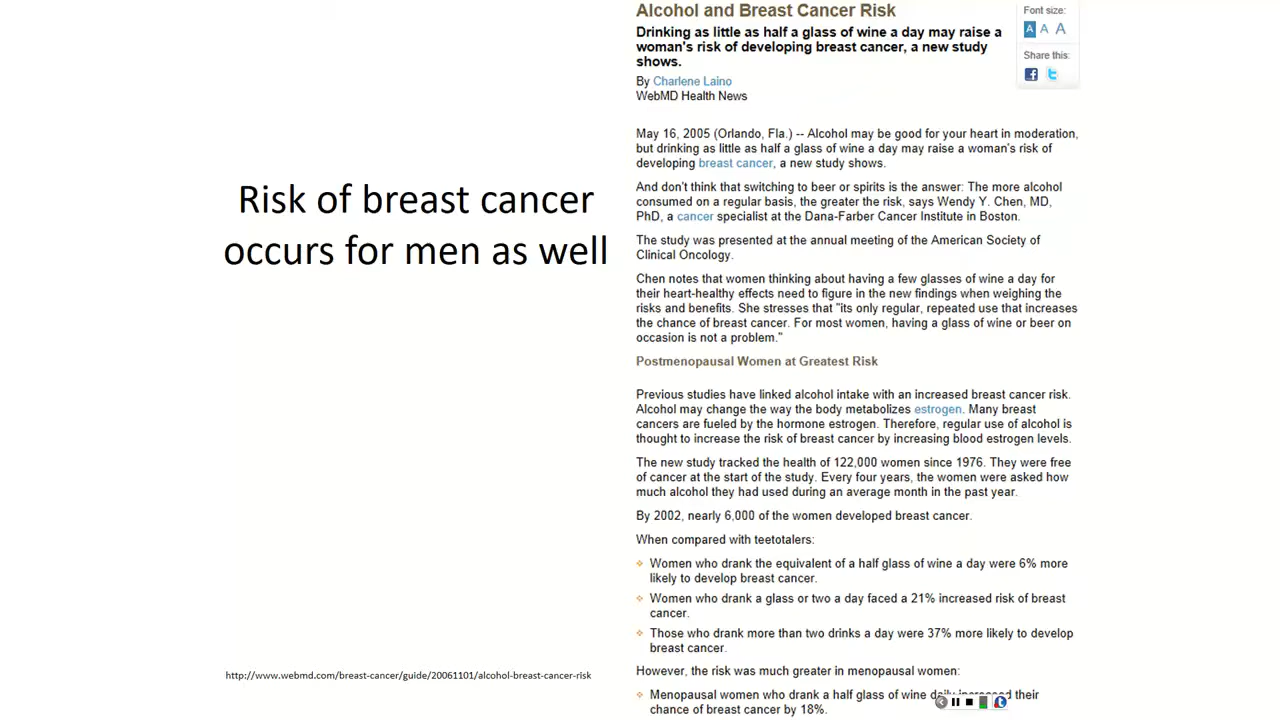 Risk of breast cancer
occurs for men as well
http://www.webmd.com/breast-cancer/guide/20061101/alcohol-breast-cancer-risk
Alcohol and Breast Cancer Risk
Drinking as little as half a glass of wine a day may raise a
woman's risk of developing breast cancer, a new study
shows.
By Charlene Laino
WebMD Health News
Font size:
A A A
Share this:
May 16, 2005 (Orlando, Fla.) -- Alcohol may be good for your heart in moderation,
but drinking as little as half a glass of wine a day may raise a woman's risk of
developing breast cancer, a new study shows.
And don't think that switching to beer or spirits is the answer: The more alcohol
consumed on a regular basis, the greater the risk, says Wendy Y. Chen, MD,
PhD, a cancer specialist at the Dana-Farber Cancer Institute in Boston.
The study was presented at the annual meeting of the American Society of
Clinical Oncology.
Chen notes that women thinking about having a few glasses of wine a day for
their heart-healthy effects need to figure in the new findings when weighing the
risks and benefits. She stresses that "its only regular, repeated use that increases
the chance of breast cancer. For most women, having a glass of wine or beer on
occasion is not a problem."
Postmenopausal Women at Greatest Risk
Previous studies have linked alcohol intake with an increased breast cancer risk.
Alcohol may change the way the body metabolizes estrogen. Many breast
cancers are fueled by the hormone estrogen. Therefore, regular use of alcohol is
thought to increase the risk of breast cancer by increasing blood estrogen levels.
The new study tracked the health of 122,000 women since 1976. They were free
of cancer at the start of the study. Every four years, the women were asked how
much alcohol they had used during an average month in the past year.
By 2002, nearly 6,000 of the women developed breast cancer.
When compared with teetotalers:
Women who drank the equivalent of a half glass of wine a day were 6% more
likely to develop breast cancer.
Women who drank a glass or two a day faced a 21% increased risk of breast
cancer.
Those who drank more than two drinks a day were 37% more likely to develop
breast cancer.
However, the risk was much greater in menopausal women:
Menopausal women who drank a half glass of wine daily increased their
chance of breast cancer by 18%.